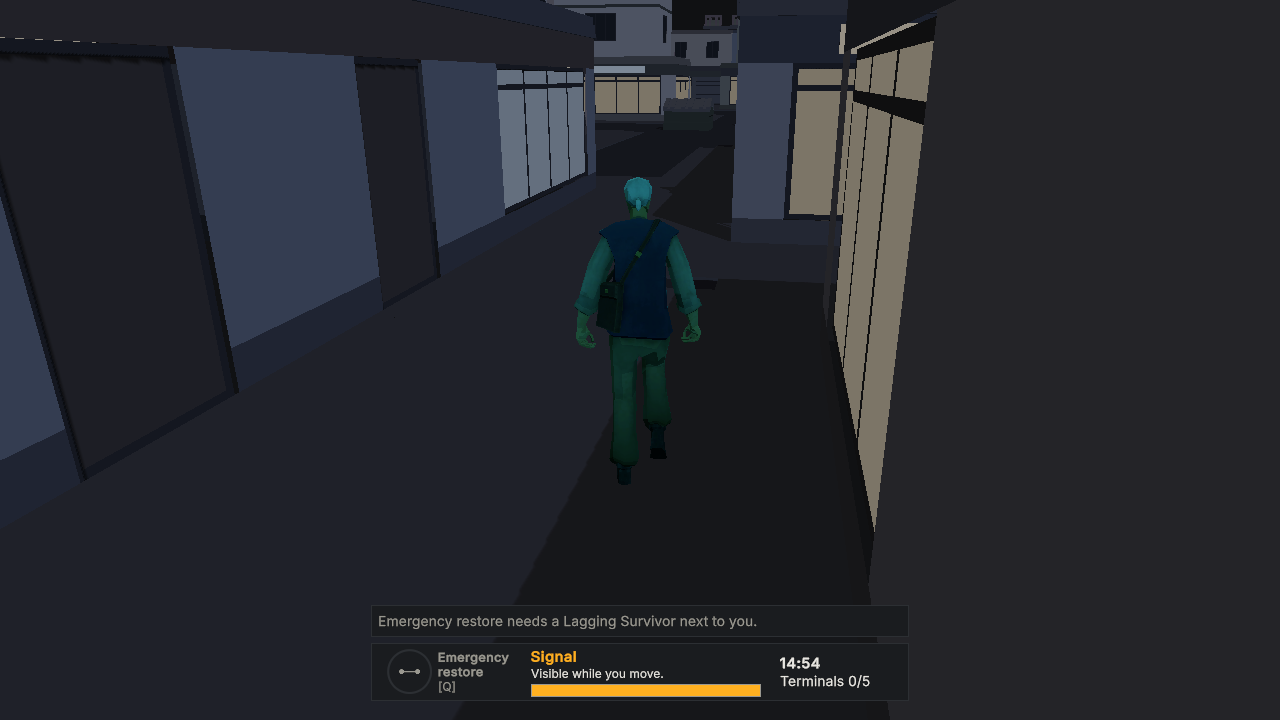 Emergency restore needs a Lagging Survivor next to you.
Emergency
restore
[Q]
Signal
Visible while you move.
14:54
Terminals 0/5